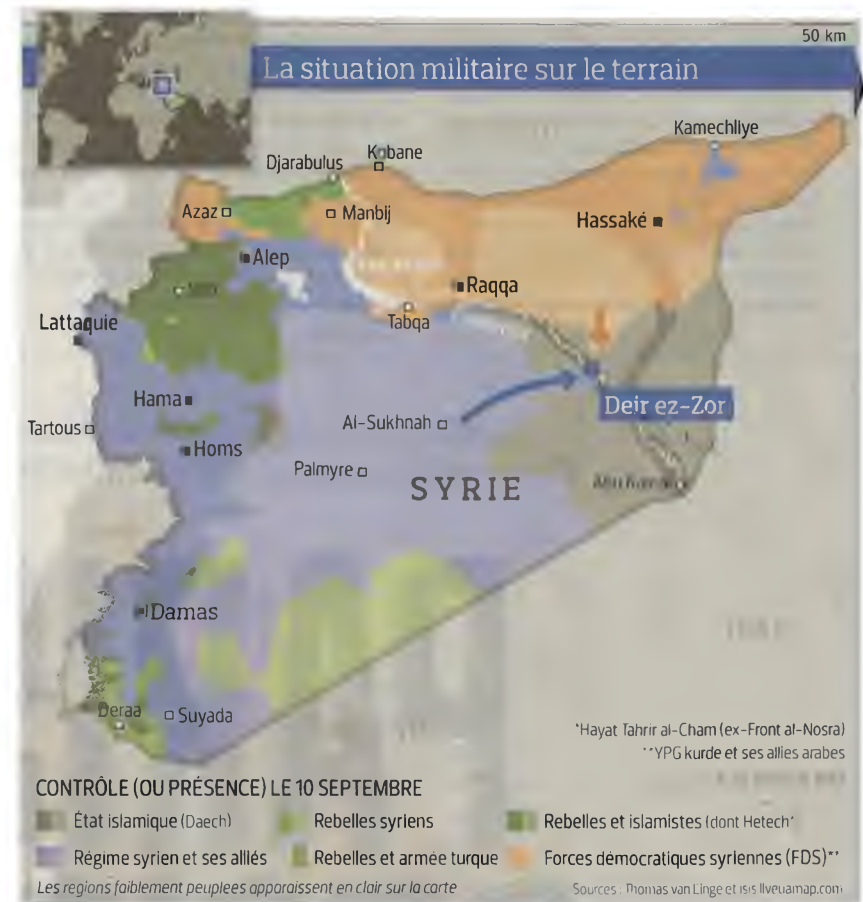 50 km
La situation militaire sur le terrain
Kamechliye
Kobane
Djarabulus
Azaz
Manbij
Hassaké
Alep
Raqqa
Tabqa
Lattaquie
Hama
Deir ez-Zor
Tartous
Al-Sukhnah
Homs
Palmyre
SYRIE
Damas
Deraa
Suyada
*Hayat Tahrir al-Cham (ex-Front al-Nosra)
**YPG kurde et ses allies arabes
CONTRÔLE (OU PRÉSENCE) LE 10 SEPTEMBRE
État islamique (Daech)
Rebelles syriens
Rebelles et islamistes (dont Hetech*
Régime syrien et ses alliés
Rebelles et armée turque
Forces démocratiques syriennes (FDS)**
Les regions faiblement peuplees apparaissent en clair sur la carte
Sources : Thomas van Linge et isis liveuamap.com